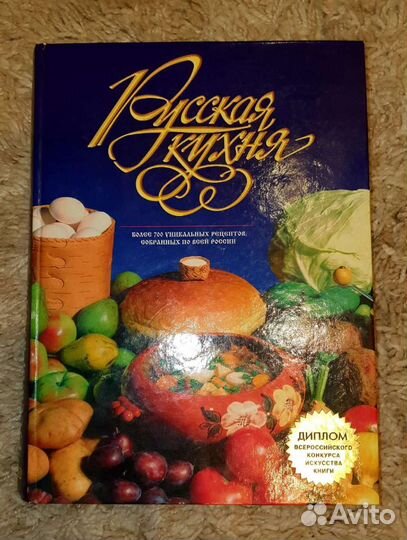 Русская
кухня
БОЛЕЕ 700 УНИКАЛЬНЫХ РЕЦЕПТОВ,
СОБРАННЫХ ПО ВСЕЙ РОССИИ
ДИПЛОМ
ВСЕРОССИЙСКОГО
КОНКУРСА
ИСКУССТВА
КНИГИ
Avito